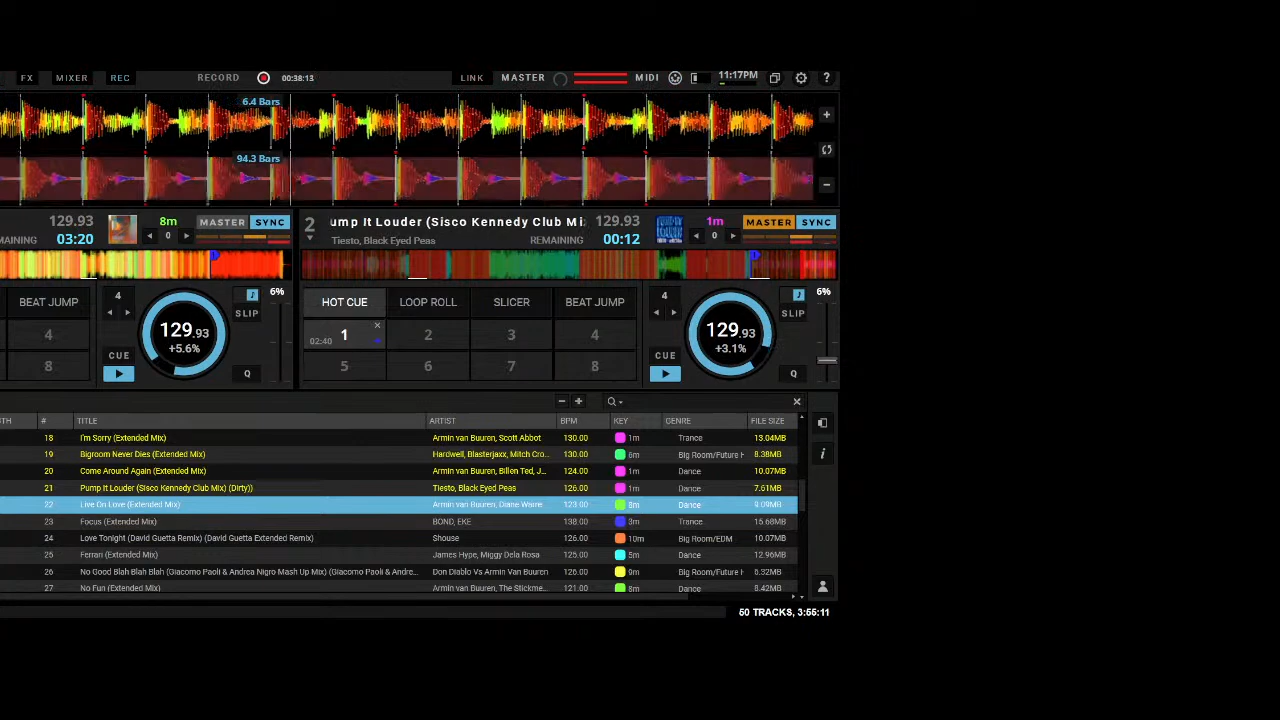 FX MIXER REC RECORD 00:38:13 LINK MASTER MIDI 11:17PM ?
6.4 Bars
94.3 Bars
129.93 8m MASTER SYNC
03:20 0
2 ump It Louder (Sisco Kennedy Club Mi 129.93 1m MASTER SYNC
Tiesto, Black Eyed Peas REMAINING 00:12 0
BEAT JUMP 4 6%
4 129.93 SLIP
+5.6% CUE
8 Q
HOT CUE LOOP ROLL SLICER BEAT JUMP 4 6%
02:40 1 2 3 4 129.93 SLIP
+3.1% CUE
5 6 7 8 Q
# TITLE ARTIST BPM KEY GENRE FILE SIZE
18 I'm Sorry (Extended Mix) Armin van Buuren, Scott Abbot 130.00 1m Trance 13.04MB
19 Bigroom Never Dies (Extended Mix) Hardwell, Blasterjaxx, Mitch Cro... 130.00 6m Big Room/Future H 8.38MB
20 Come Around Again (Extended Mix) Armin van Buuren, Billen Ted, J... 124.00 1m Dance 10.07MB
21 Pump It Louder (Sisco Kennedy Club Mix) (Dirty)) Tiesto, Black Eyed Peas 126.00 1m Dance 7.61MB
22 Live On Love (Extended Mix) Armin van Buuren, Diane Warre 123.00 8m Dance 9.09MB
23 Focus (Extended Mix) BOND, EKE 138.00 3m Trance 15.68MB
24 Love Tonight (David Guetta Remix) (David Guetta Extended Remix) Shouse 126.00 10m Big Room/EDM 10.07MB
25 Ferrari (Extended Mix) James Hype, Miggy Dela Rosa 125.00 5m Dance 12.96MB
26 No Good Blah Blah Blah (Giacomo Paoli & Andrea Nigro Mash Up Mix) (Giacomo Paoli & Andre... Don Diablo Vs Armin Van Buuren 126.00 9m Big Room/Future H 6.32MB
27 No Fun (Extended Mix) Armin van Buuren, The Stickme... 121.00 8m Dance 8.42MB
50 TRACKS, 3:55:11